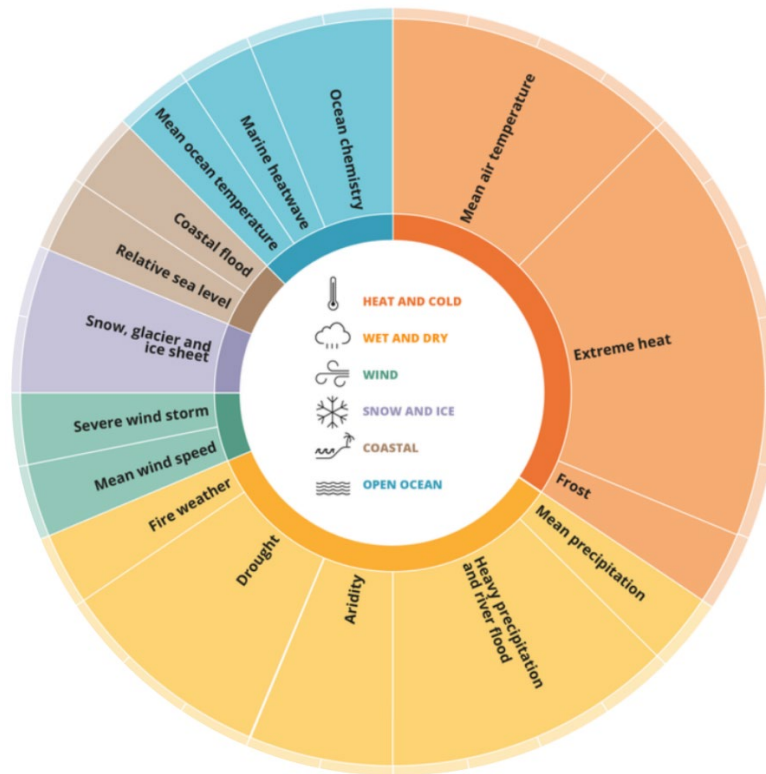 Mean air temperature
Extreme heat
Frost
Mean precipitation
Heavy precipitation
and river flood
Aridity
Drought
Fire weather
Mean wind speed
Severe wind storm
Snow, glacier and
ice sheet
Relative sea level
Coastal flood
Mean ocean temperature
Marine heatwave
Ocean chemistry
HEAT AND COLD
WET AND DRY
WIND
SNOW AND ICE
COASTAL
OPEN OCEAN